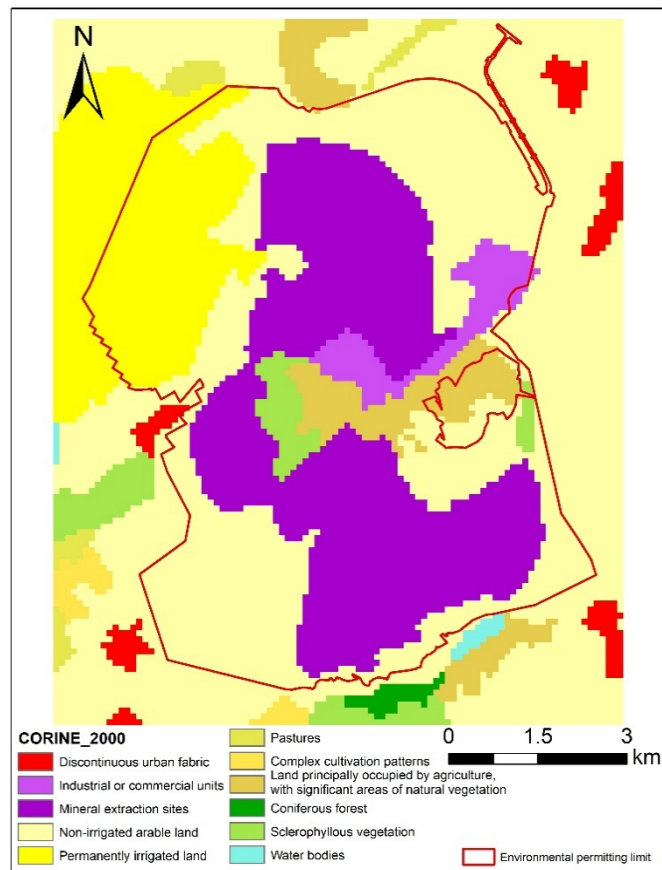 N
CORINE_2000
Discontinuous urban fabric
Industrial or commercial units
Mineral extraction sites
Non-irrigated arable land
Permanently irrigated land
Pastures
Complex cultivation patterns
Land principally occupied by agriculture,
with significant areas of natural vegetation
Coniferous forest
Sclerophyllous vegetation
Water bodies
0 1.5 3
km
Environmental permitting limit